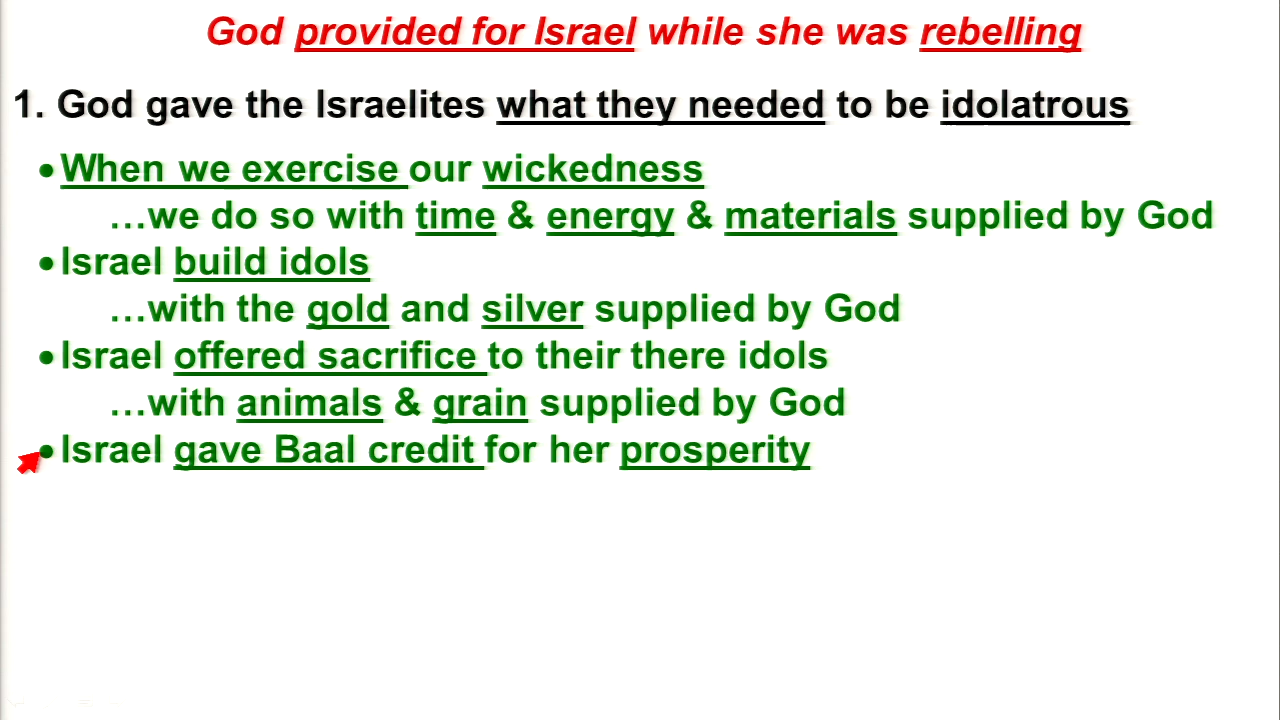 God provided for Israel while she was rebelling
1. God gave the Israelites what they needed to be idolatrous
•When we exercise our wickedness
…we do so with time & energy & materials supplied by God
•Israel build idols
…with the gold and silver supplied by God
•Israel offered sacrifice to their there idols
…with animals & grain supplied by God
•Israel gave Baal credit for her prosperity